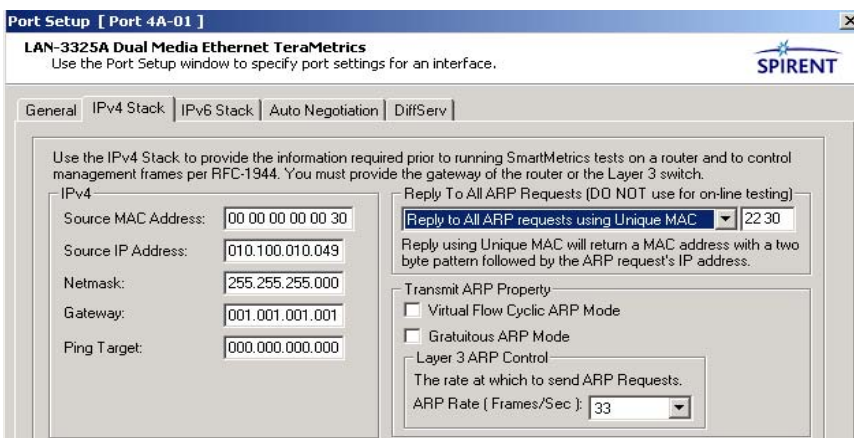 Port Setup [ Port 4A-01 ]
LAN-3325A Dual Media Ethernet TeraMetrics
Use the Port Setup window to specify port settings for an interface.
SPIRENT
General
IPv4 Stack
IPv6 Stack
Auto Negotiation
DiffServ
Use the IPv4 Stack to provide the information required prior to running SmartMetrics tests on a router and to control
management frames per RFC-1944. You must provide the gateway of the router or the Layer 3 switch.
IPv4
Source MAC Address: 00 00 00 00 00 30
Source IP Address: 010.100.010.049
Netmask: 255.255.255.000
Gateway: 001.001.001.001
Ping Target: 000.000.000.000
Reply To All ARP Requests (DO NOT use for on-line testing)
Reply to All ARP requests using Unique MAC 22 30
Reply using Unique MAC will return a MAC address with a two
byte pattern followed by the ARP request's IP address.
Transmit ARP Property
Virtual Flow Cyclic ARP Mode
Gratuitous ARP Mode
Layer 3 ARP Control
The rate at which to send ARP Requests.
ARP Rate ( Frames/Sec ): 33